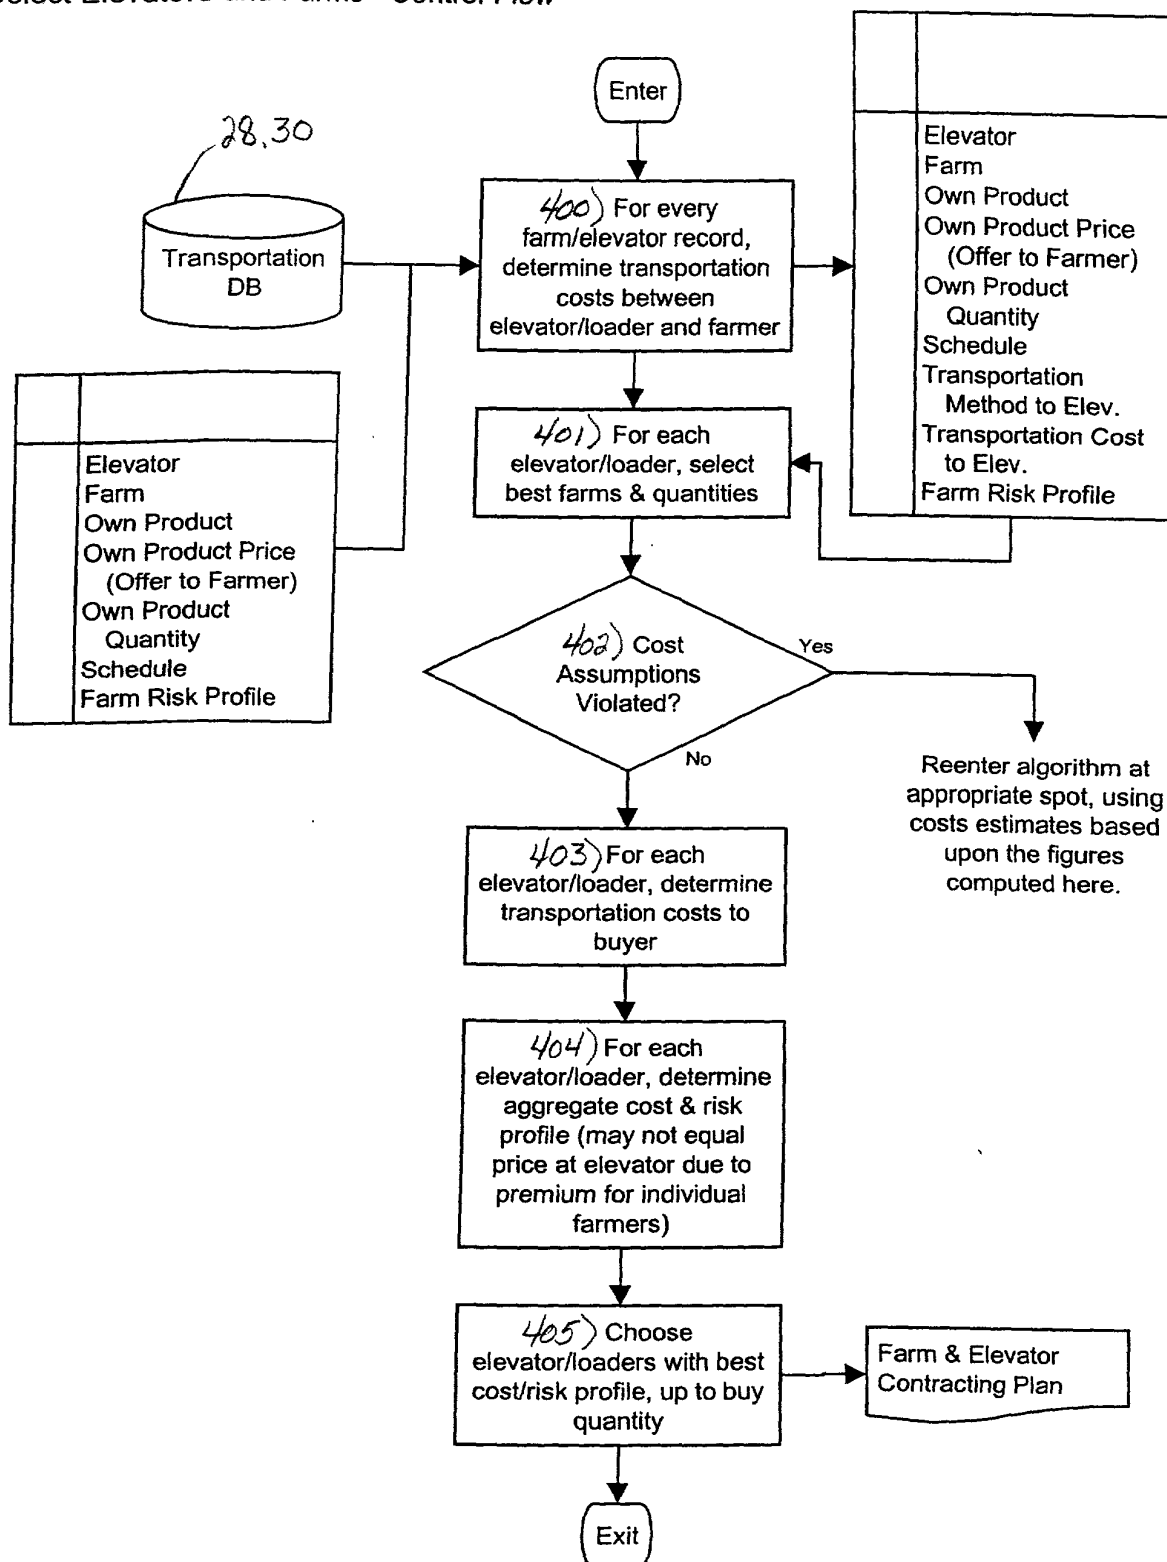 Select Elevators and Farms - Control Flow
Enter
28,30
Transportation
DB
400) For every
farm/elevator record,
determine transportation
costs between
elevator/loader and farmer
Elevator
Farm
Own Product
Own Product Price
(Offer to Farmer)
Own Product
Quantity
Schedule
Transportation
Method to Elev.
Transportation Cost
to Elev.
Farm Risk Profile
Elevator
Farm
Own Product
Own Product Price
(Offer to Farmer)
Own Product
Quantity
Schedule
Farm Risk Profile
401) For each
elevator/loader, select
best farms & quantities
402) Cost
Assumptions
Violated?
Yes
No
Reenter algorithm at
appropriate spot, using
costs estimates based
upon the figures
computed here.
403) For each
elevator/loader, determine
transportation costs to
buyer
404) For each
elevator/loader, determine
aggregate cost & risk
profile (may not equal
price at elevator due to
premium for individual
farmers)
405) Choose
elevator/loaders with best
cost/risk profile, up to buy
quantity
Farm & Elevator
Contracting Plan
Exit